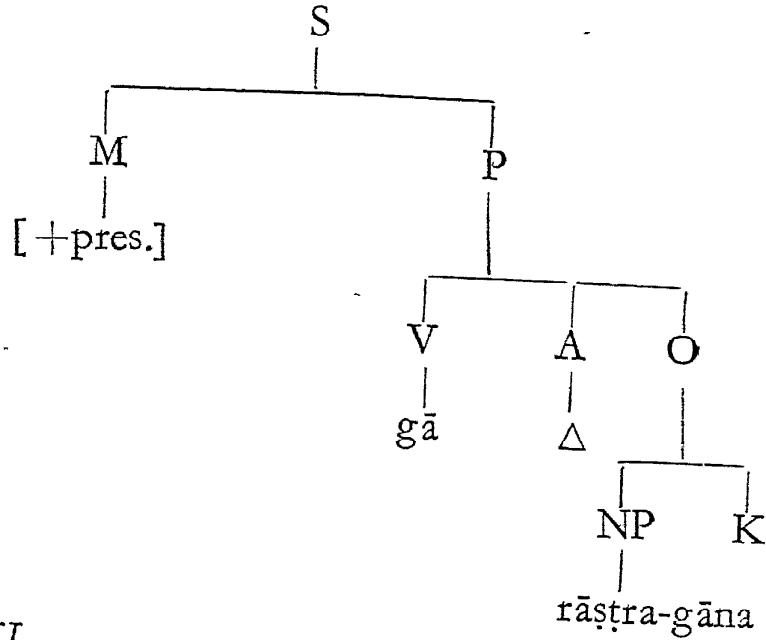 S
M P
[+pres.]
V A O
gā △
NP K
rāṣṭra-gāna